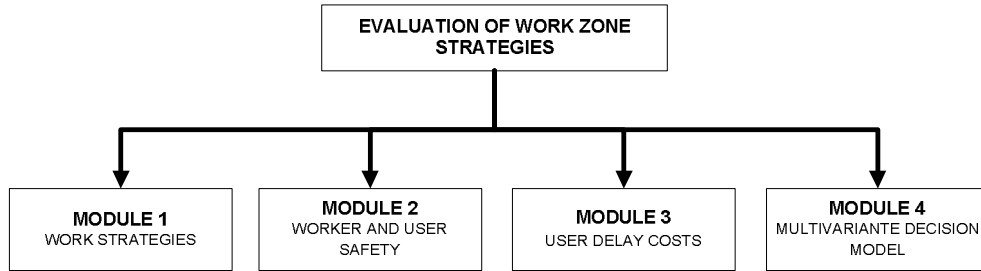 EVALUATION OF WORK ZONE
STRATEGIES
MODULE 1
WORK STRATEGIES
MODULE 2
WORKER AND USER
SAFETY
MODULE 3
USER DELAY COSTS
MODULE 4
MULTIVARIANTE DECISION
MODEL